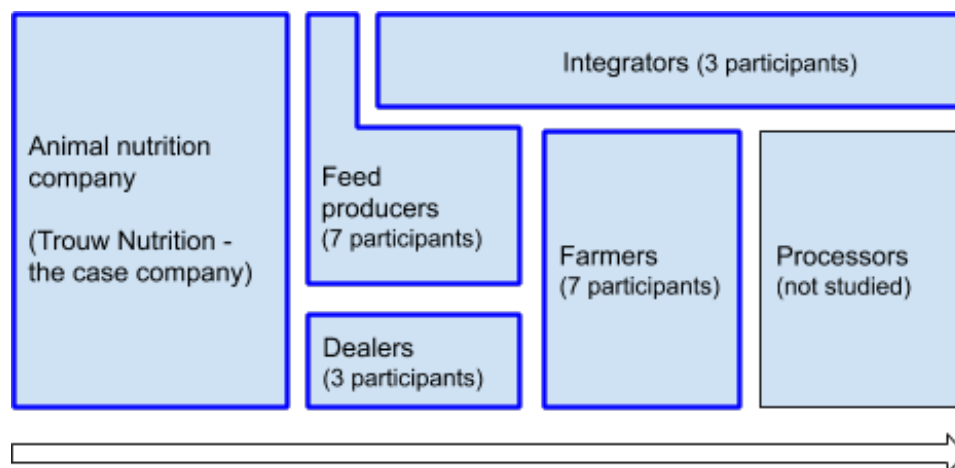 Animal nutrition
company
(Trouw Nutrition -
the case company)
Feed
producers
(7 participants)
Dealers
(3 participants)
Integrators (3 participants)
Farmers
(7 participants)
Processors
(not studied)